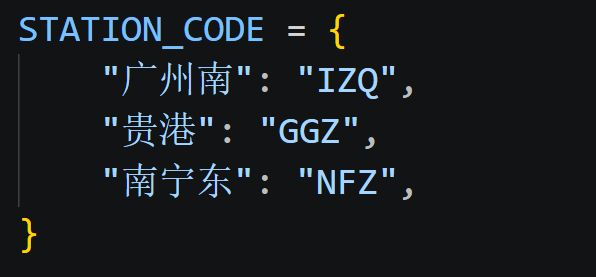 STATION_CODE = {
    "广州南": "IZQ",
    "贵港": "GGZ",
    "南宁东": "NFZ",
}